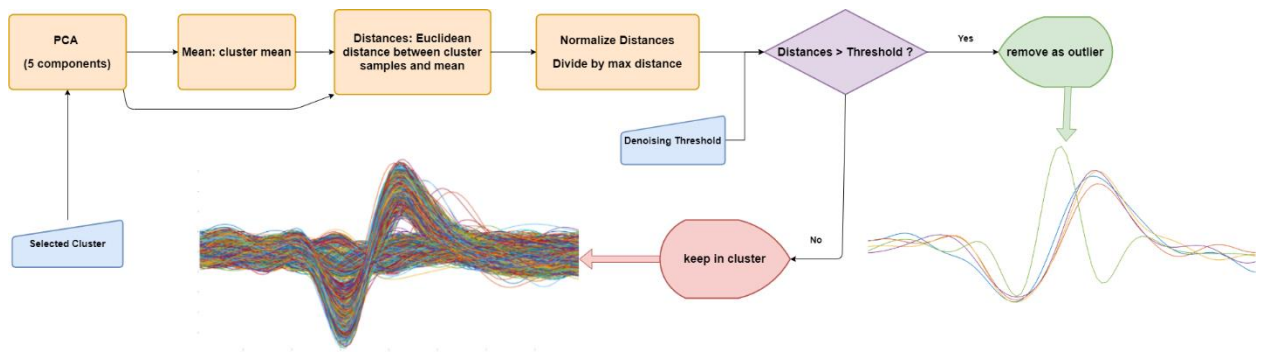 PCA
(5 components)
Mean: cluster mean
Distances: Euclidean
distance between cluster
samples and mean
Normalize Distances
Divide by max distance
Distances > Threshold ?
Yes
remove as outlier
Denoising Threshold
Selected Cluster
No
keep in cluster